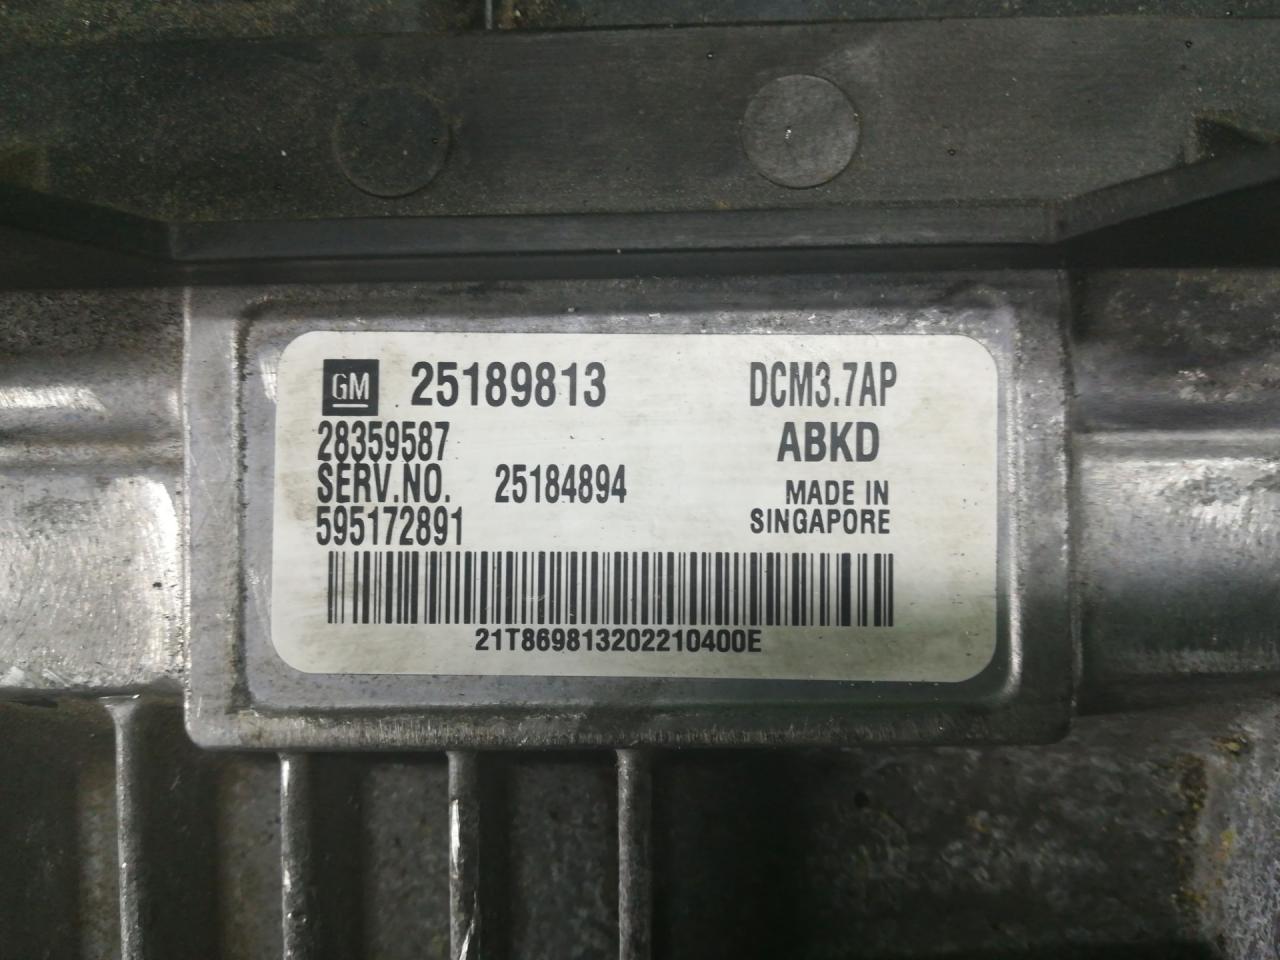 GM 25189813 DCM3.7AP
28359587 ABKD
SERV.NO. 25184894 MADE IN
595172891 SINGAPORE
21T869813202210400E